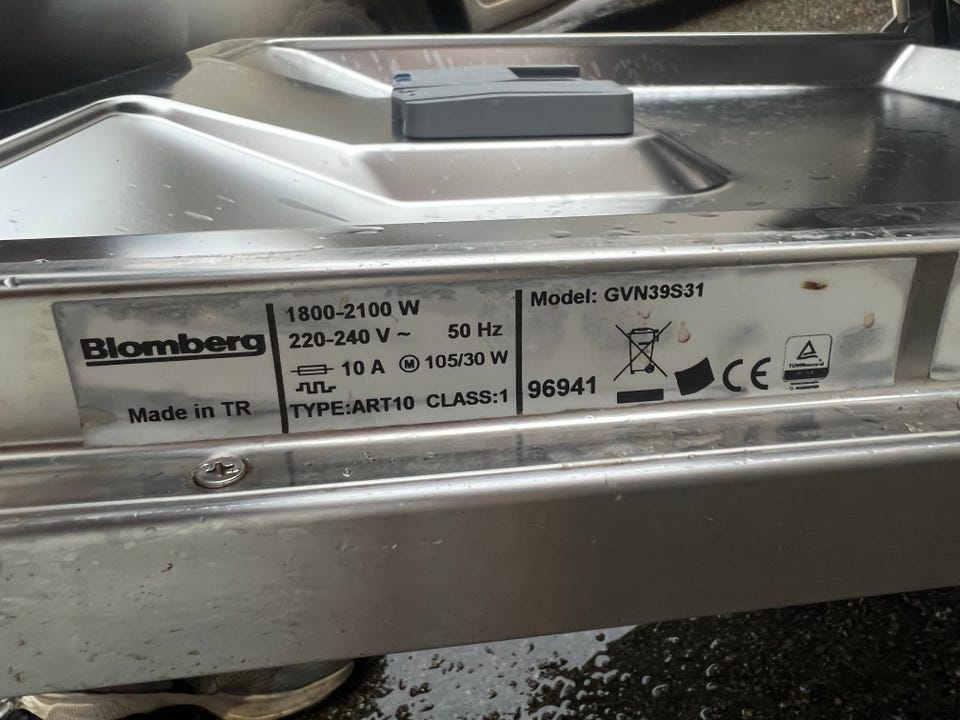 Blomberg
Made in TR
1800-2100 W
220-240 V ~ 50 Hz
10 A M 105/30 W
TYPE:ART10 CLASS:1
Model: GVN39S31
96941
CE